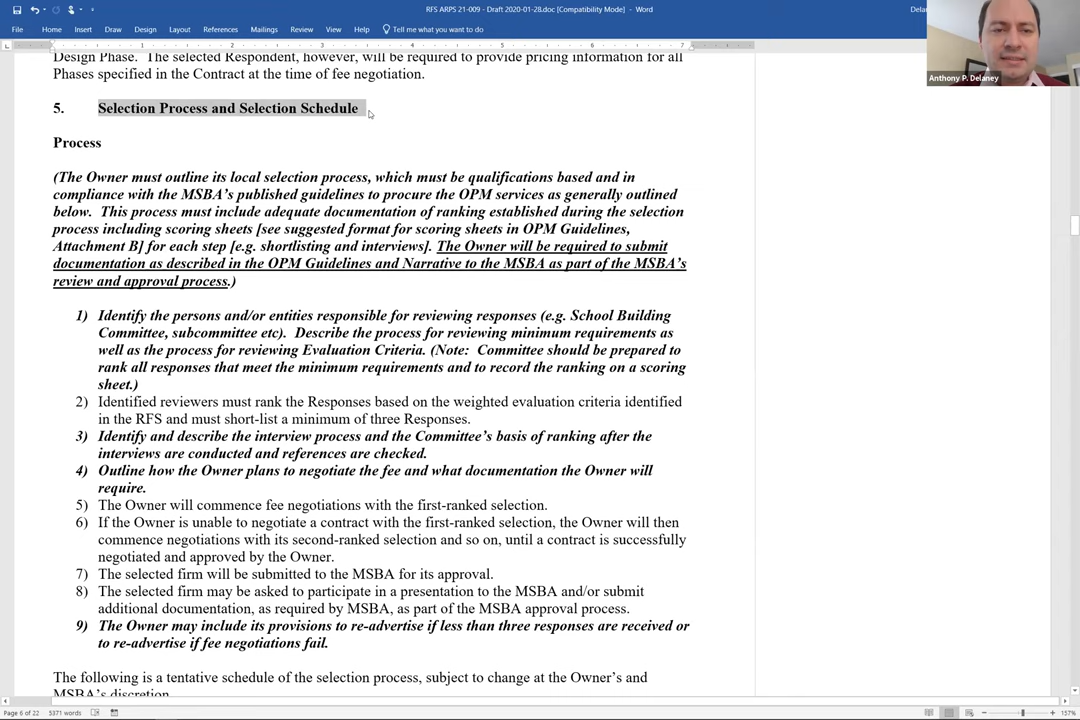 RFS ARPS 21-009 - Draft 2020-01-28.doc [Compatibility Mode] - Word
File Home Insert Draw Design Layout References Mailings Review View Help Tell me what you want to do
Anthony P. Delaney
Design Phase. The selected Respondent, however, will be required to provide pricing information for all
Phases specified in the Contract at the time of fee negotiation.
5. Selection Process and Selection Schedule
Process
(The Owner must outline its local selection process, which must be qualifications based and in
compliance with the MSBA's published guidelines to procure the OPM services as generally outlined
below. This process must include adequate documentation of ranking established during the selection
process including scoring sheets [see suggested format for scoring sheets in OPM Guidelines,
Attachment B] for each step [e.g. shortlisting and interviews]. The Owner will be required to submit
documentation as described in the OPM Guidelines and Narrative to the MSBA as part of the MSBA's
review and approval process.)
1) Identify the persons and/or entities responsible for reviewing responses (e.g. School Building
Committee, subcommittee etc). Describe the process for reviewing minimum requirements as
well as the process for reviewing Evaluation Criteria. (Note: Committee should be prepared to
rank all responses that meet the minimum requirements and to record the ranking on a scoring
sheet.)
2) Identified reviewers must rank the Responses based on the weighted evaluation criteria identified
in the RFS and must short-list a minimum of three Responses.
3) Identify and describe the interview process and the Committee's basis of ranking after the
interviews are conducted and references are checked.
4) Outline how the Owner plans to negotiate the fee and what documentation the Owner will
require.
5) The Owner will commence fee negotiations with the first-ranked selection.
6) If the Owner is unable to negotiate a contract with the first-ranked selection, the Owner will then
commence negotiations with its second-ranked selection and so on, until a contract is successfully
negotiated and approved by the Owner.
7) The selected firm will be submitted to the MSBA for its approval.
8) The selected firm may be asked to participate in a presentation to the MSBA and/or submit
additional documentation, as required by MSBA, as part of the MSBA approval process.
9) The Owner may include its provisions to re-advertise if less than three responses are received or
to re-advertise if fee negotiations fail.
The following is a tentative schedule of the selection process, subject to change at the Owner's and
MSBA's discretion
Page 6 of 22 5371 words 157%